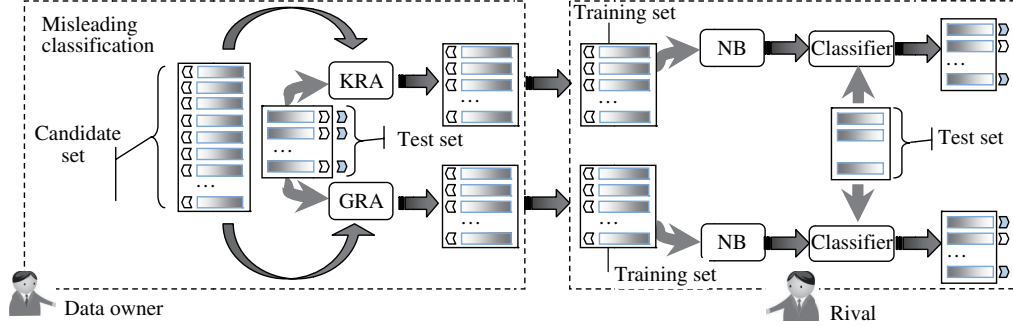 Misleading
classification
Candidate
set
KRA
...
...
...
Test set
GRA
...
...
Data owner
Training set
...
NB
Classifier
...
Test set
...
NB
Classifier
...
Training set
Rival